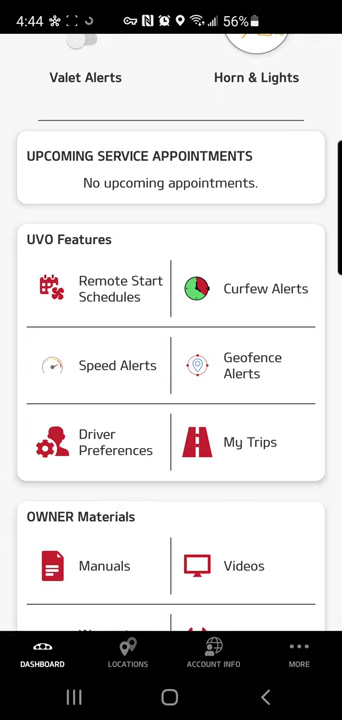 4:44 56%
Valet Alerts Horn & Lights
UPCOMING SERVICE APPOINTMENTS
No upcoming appointments.
UVO Features
Remote Start
Schedules
Curfew Alerts
Speed Alerts
Geofence
Alerts
Driver
Preferences
My Trips
OWNER Materials
Manuals
Videos
DASHBOARD LOCATIONS ACCOUNT INFO MORE